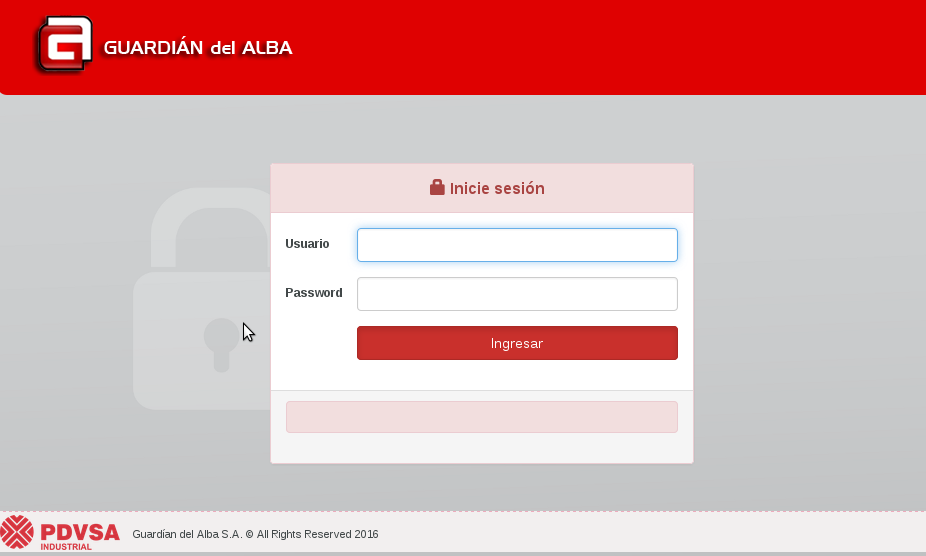 GUARDIÁN del ALBA
Inicie sesión
Usuario
Password
Ingresar
PDVSA
INDUSTRIAL
Guardían del Alba S.A. © All Rights Reserved 2016